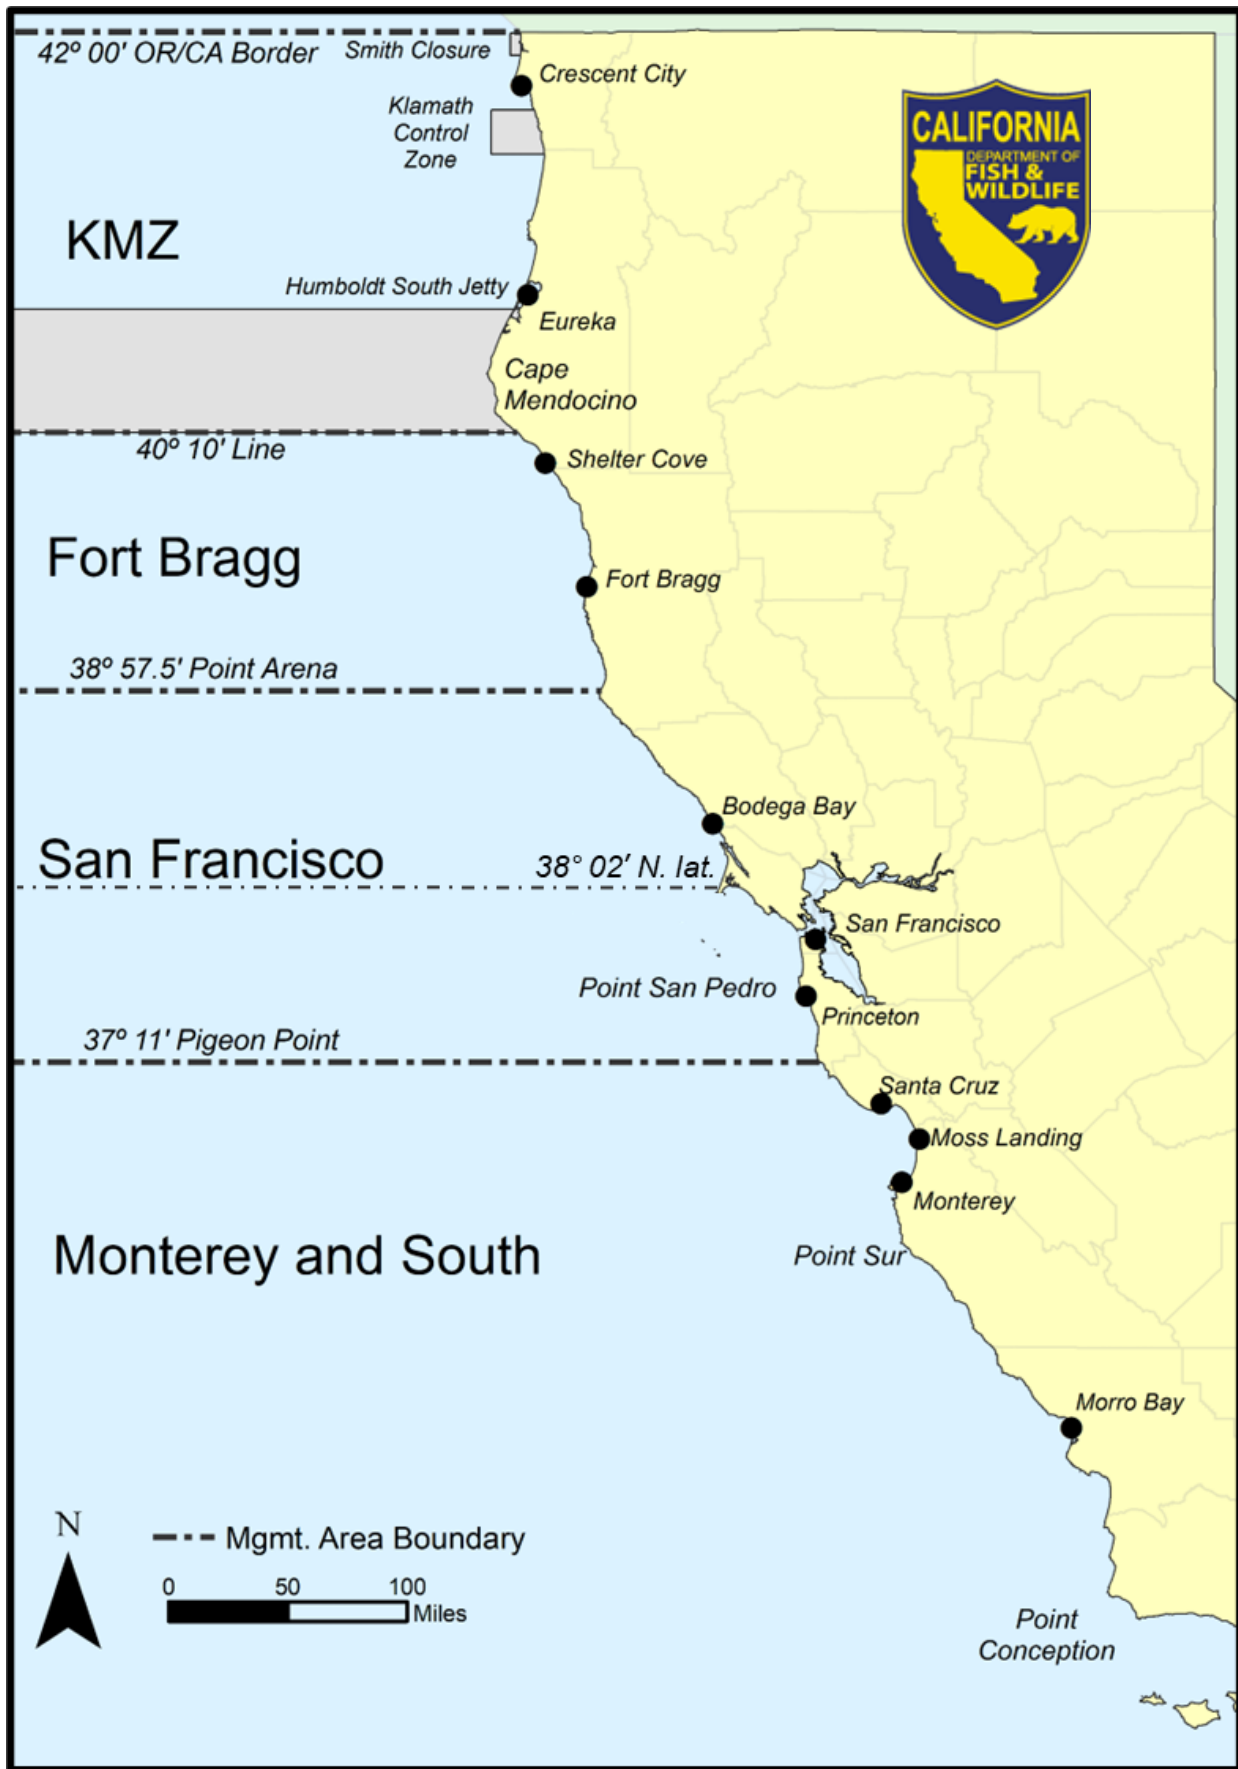 42º 00' OR/CA Border
Smith Closure
Crescent City
Klamath
Control
Zone
CALIFORNIA
DEPARTMENT OF
FISH &
WILDLIFE
KMZ
Humboldt South Jetty
Eureka
Cape
Mendocino
40º 10' Line
Shelter Cove
Fort Bragg
Fort Bragg
38º 57.5' Point Arena
Bodega Bay
San Francisco
38° 02′ N. lat.
San Francisco
Point San Pedro
Princeton
37º 11' Pigeon Point
Santa Cruz
Moss Landing
Monterey
Monterey and South
Point Sur
Morro Bay
N
Mgmt. Area Boundary
0 50 100
Miles
Point
Conception